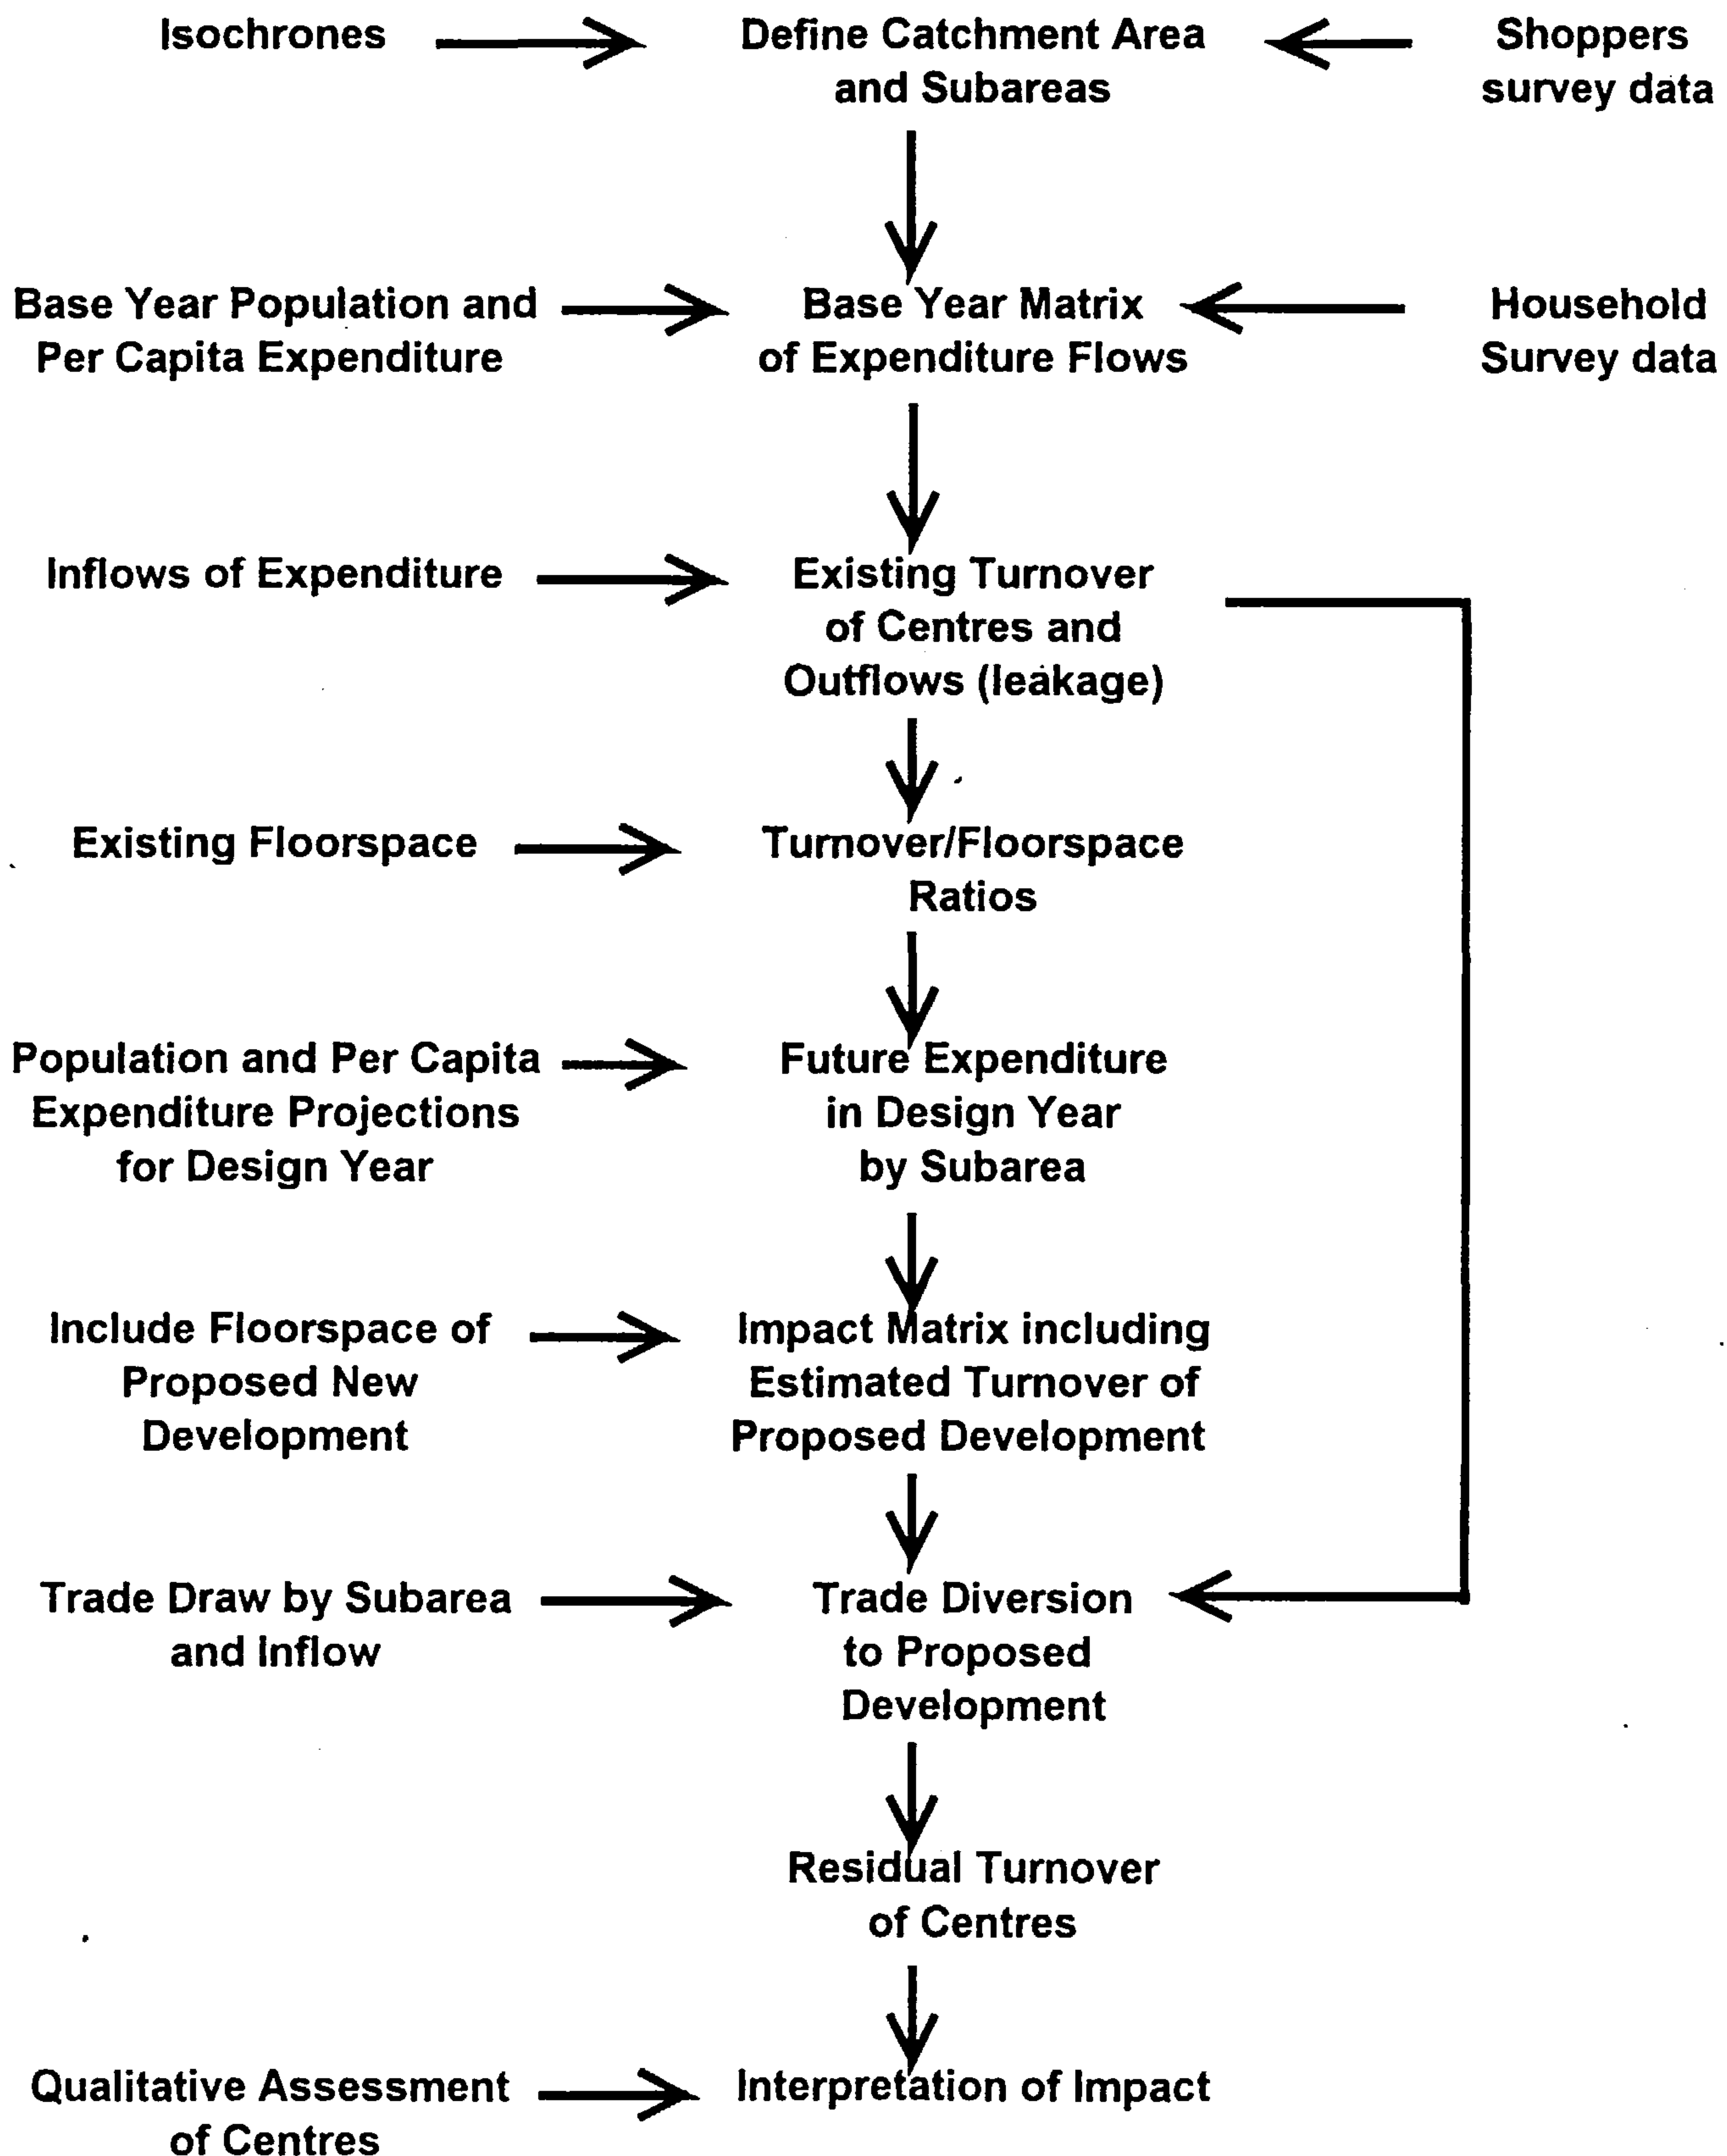 Isochrones
Define Catchment Area
and Subareas
Shoppers
survey data
Base Year Population and
Per Capita Expenditure
Base Year Matrix
of Expenditure Flows
Household
Survey data
Inflows of Expenditure
Existing Turnover
of Centres and
Outflows (leakage)
Existing Floorspace
Turnover/Floorspace
Ratios
Population and Per Capita
Expenditure Projections
for Design Year
Future Expenditure
in Design Year
by Subarea
Include Floorspace of
Proposed New
Development
Impact Matrix including
Estimated Turnover of
Proposed Development
Trade Draw by Subarea
and Inflow
Trade Diversion
to Proposed
Development
Residual Turnover
of Centres
Qualitative Assessment
of Centres
Interpretation of Impact